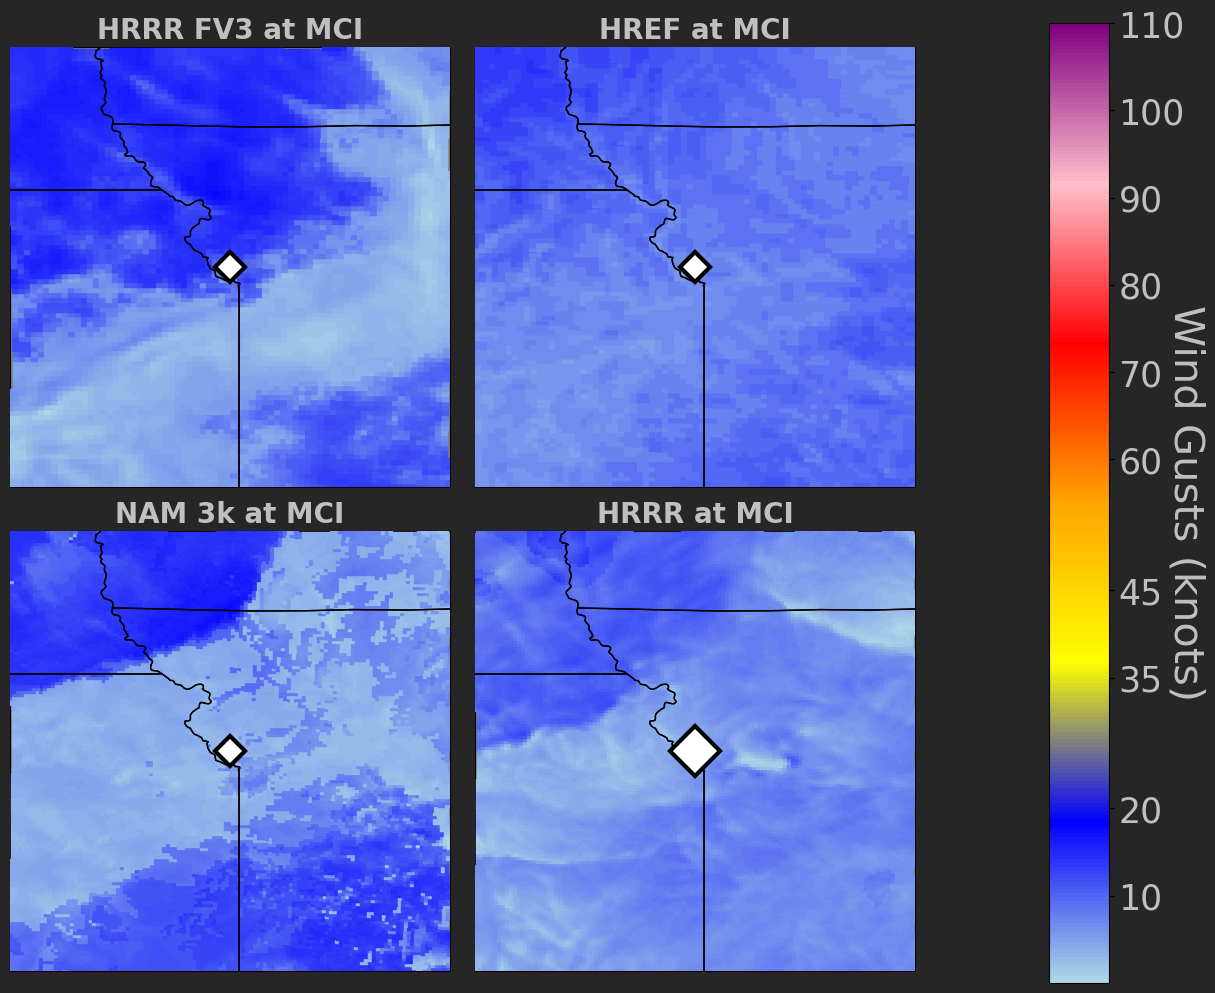 HRRR FV3 at MCI
HREF at MCI
NAM 3k at MCI
HRRR at MCI
110
100
90
80
70
60
45
35
20
10
Wind Gusts (knots)